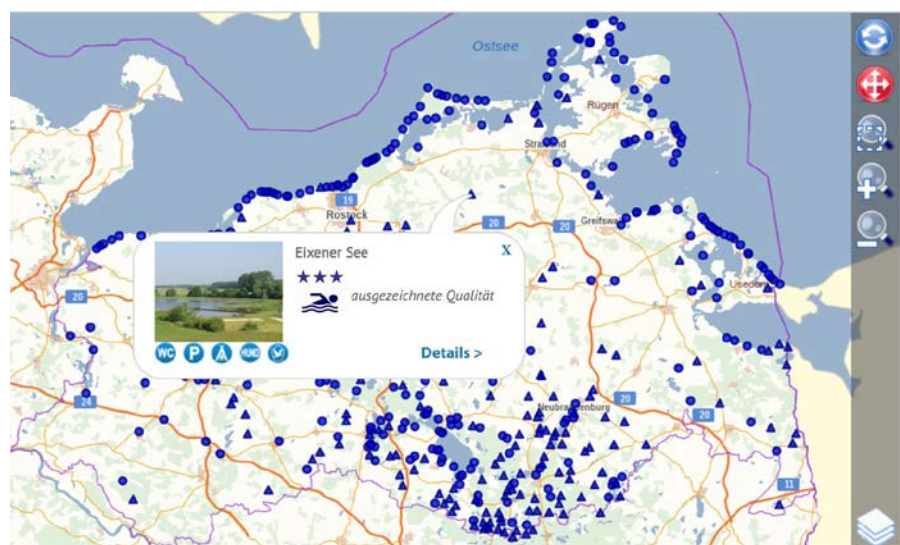 Ostsee
Rügen
Stralsund
19
Rostock
20
20
Greifswald
Eixener See
X
ausgezeichnete Qualität
20
Usedom
WC
P
HUND
Details >
24
Neubrandenburg
20
20
11